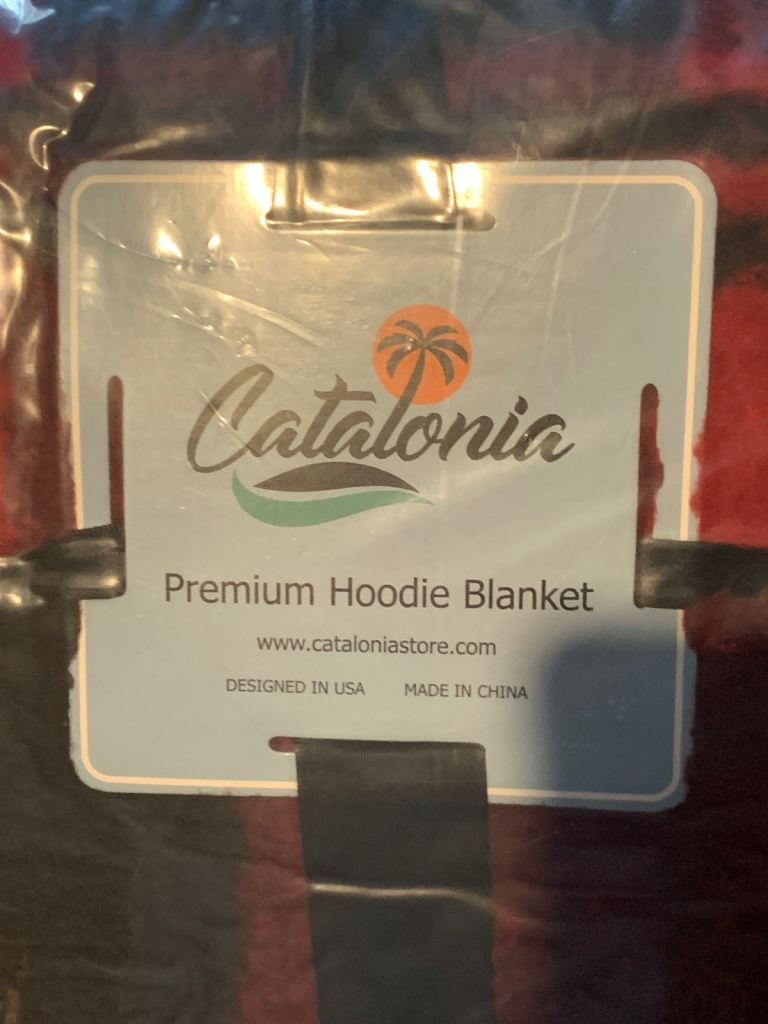 Catalonia
Premium Hoodie Blanket
www.cataloniastore.com
DESIGNED IN USA MADE IN CHINA